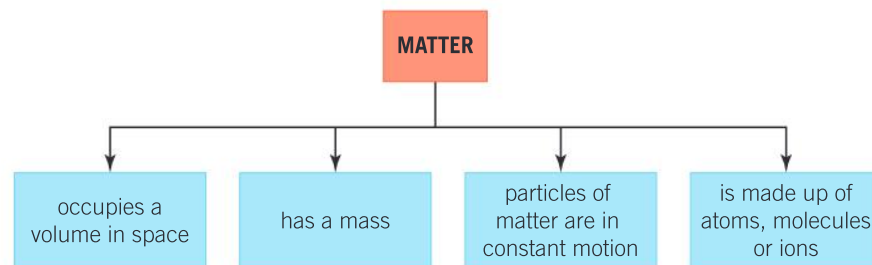 MATTER
occupies a
volume in space
has a mass
particles of
matter are in
constant motion
is made up of
atoms, molecules
or ions